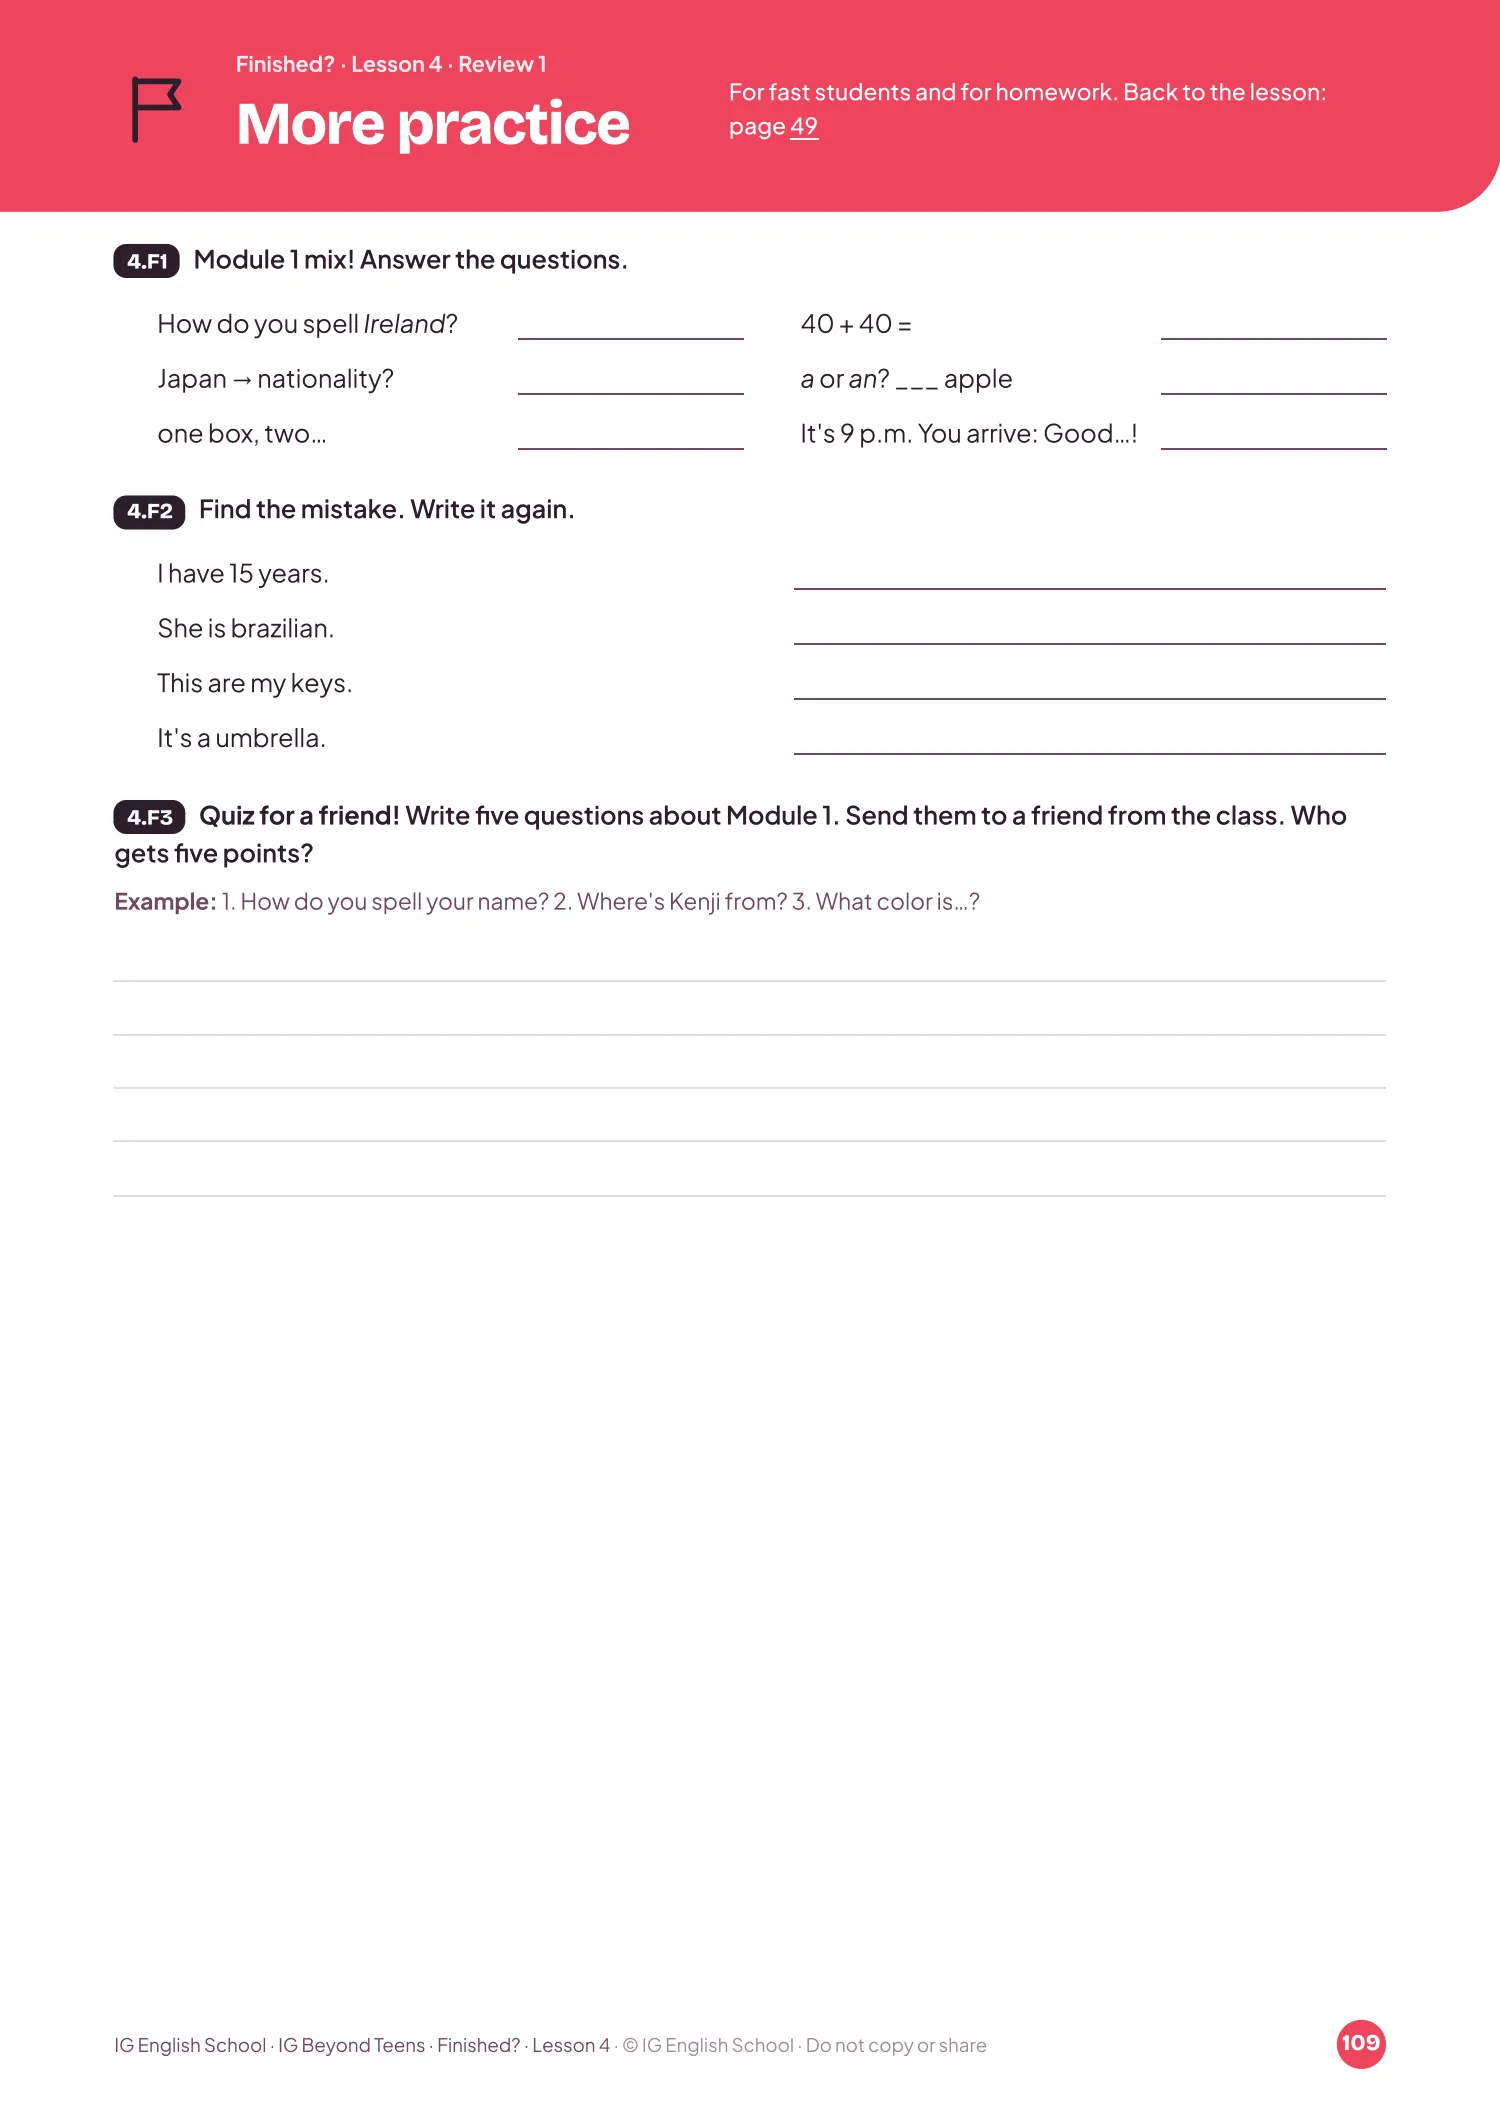 Finished? · Lesson 4 · Review 1
More practice
For fast students and for homework. Back to the lesson:
page 49
4.F1 Module 1 mix! Answer the questions.
How do you spell Ireland?
40 + 40 =
Japan → nationality?
a or an? ___ apple
one box, two…
It's 9 p.m. You arrive: Good…!
4.F2 Find the mistake. Write it again.
I have 15 years.
She is brazilian.
This are my keys.
It's a umbrella.
4.F3 Quiz for a friend! Write five questions about Module 1. Send them to a friend from the class. Who
gets five points?
Example: 1. How do you spell your name? 2. Where's Kenji from? 3. What color is…?
IG English School · IG Beyond Teens · Finished? · Lesson 4 · © IG English School · Do not copy or share
109